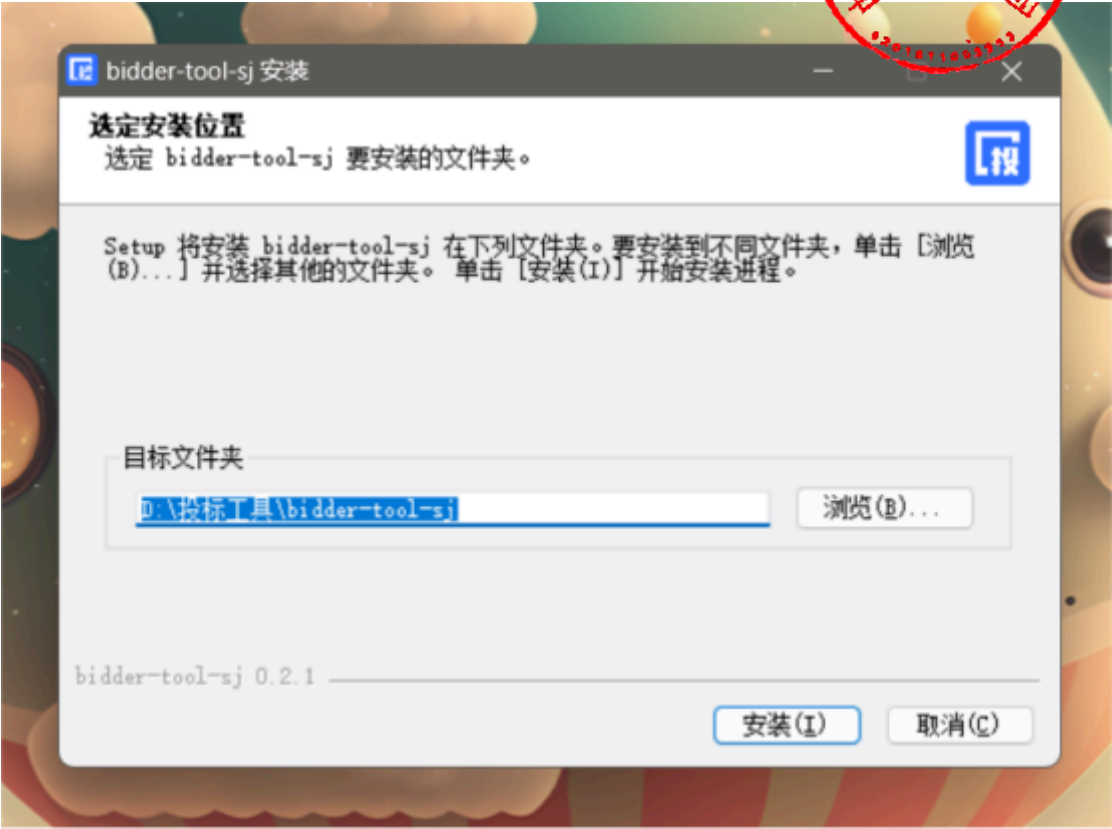 bidder-tool-sj 安装
选定安装位置
选定 bidder-tool-sj 要安装的文件夹。
投
Setup 将安装 bidder-tool-sj 在下列文件夹。要安装到不同文件夹，单击 [浏览
(B)...] 并选择其他的文件夹。 单击 [安装(I)] 开始安装进程。
目标文件夹
D:\投标工具\bidder-tool-sj
浏览(B)...
bidder-tool-sj 0.2.1
安装(I)
取消(C)